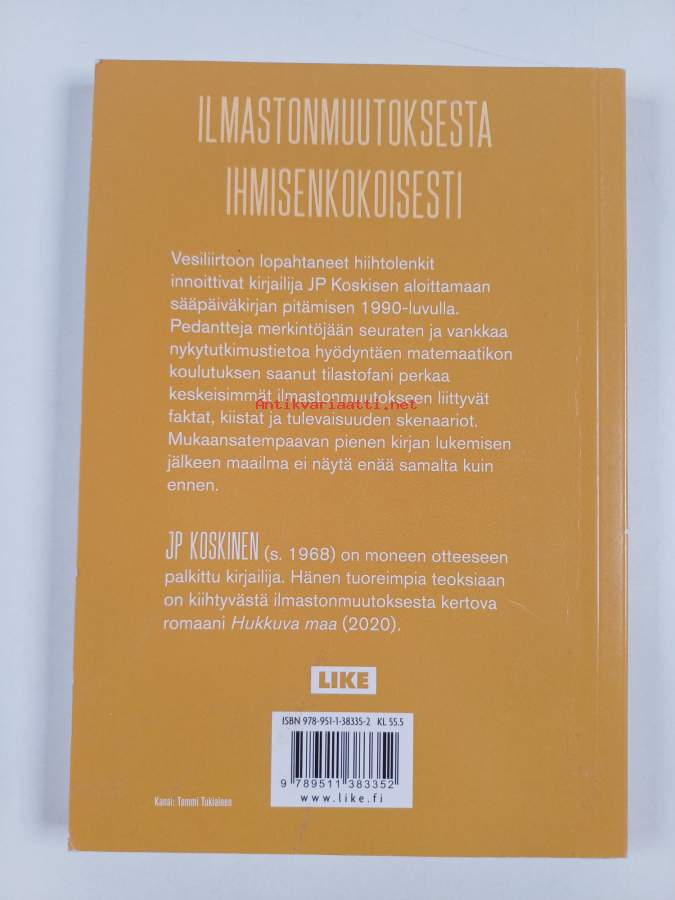 ILMASTONMUUTOKSESTA
IHMISENKOKOISESTI
Vesiliirtoon lopahtaneet hiihtolenkit
innoittivat kirjailija JP Koskisen aloittamaan
sääpäiväkirjan pitämisen 1990-luvulla.
Pedantteja merkintöjään seuraten ja vankkaa
nykytutkimustietoa hyödyntäen matemaatikon
koulutuksen saanut tilastofani perkaa
keskeisimmät ilmastonmuutokseen liittyvät
Antikvariaatti.net
faktat, kiistat ja tulevaisuuden skenaariot.
Mukaansatempaavan pienen kirjan lukemisen
jälkeen maailma ei näytä enää samalta kuin
ennen.
JP KOSKINEN (s. 1968) on moneen otteeseen
palkittu kirjailija. Hänen tuoreimpia teoksiaan
on kiihtyvästä ilmastonmuutoksesta kertova
romaani Hukkuva maa (2020).
LIKE
ISBN 978-951-1-38335-2 KL 55.5
9 789511 383352
www.like.fi
Kansi: Tommi Tukiainen